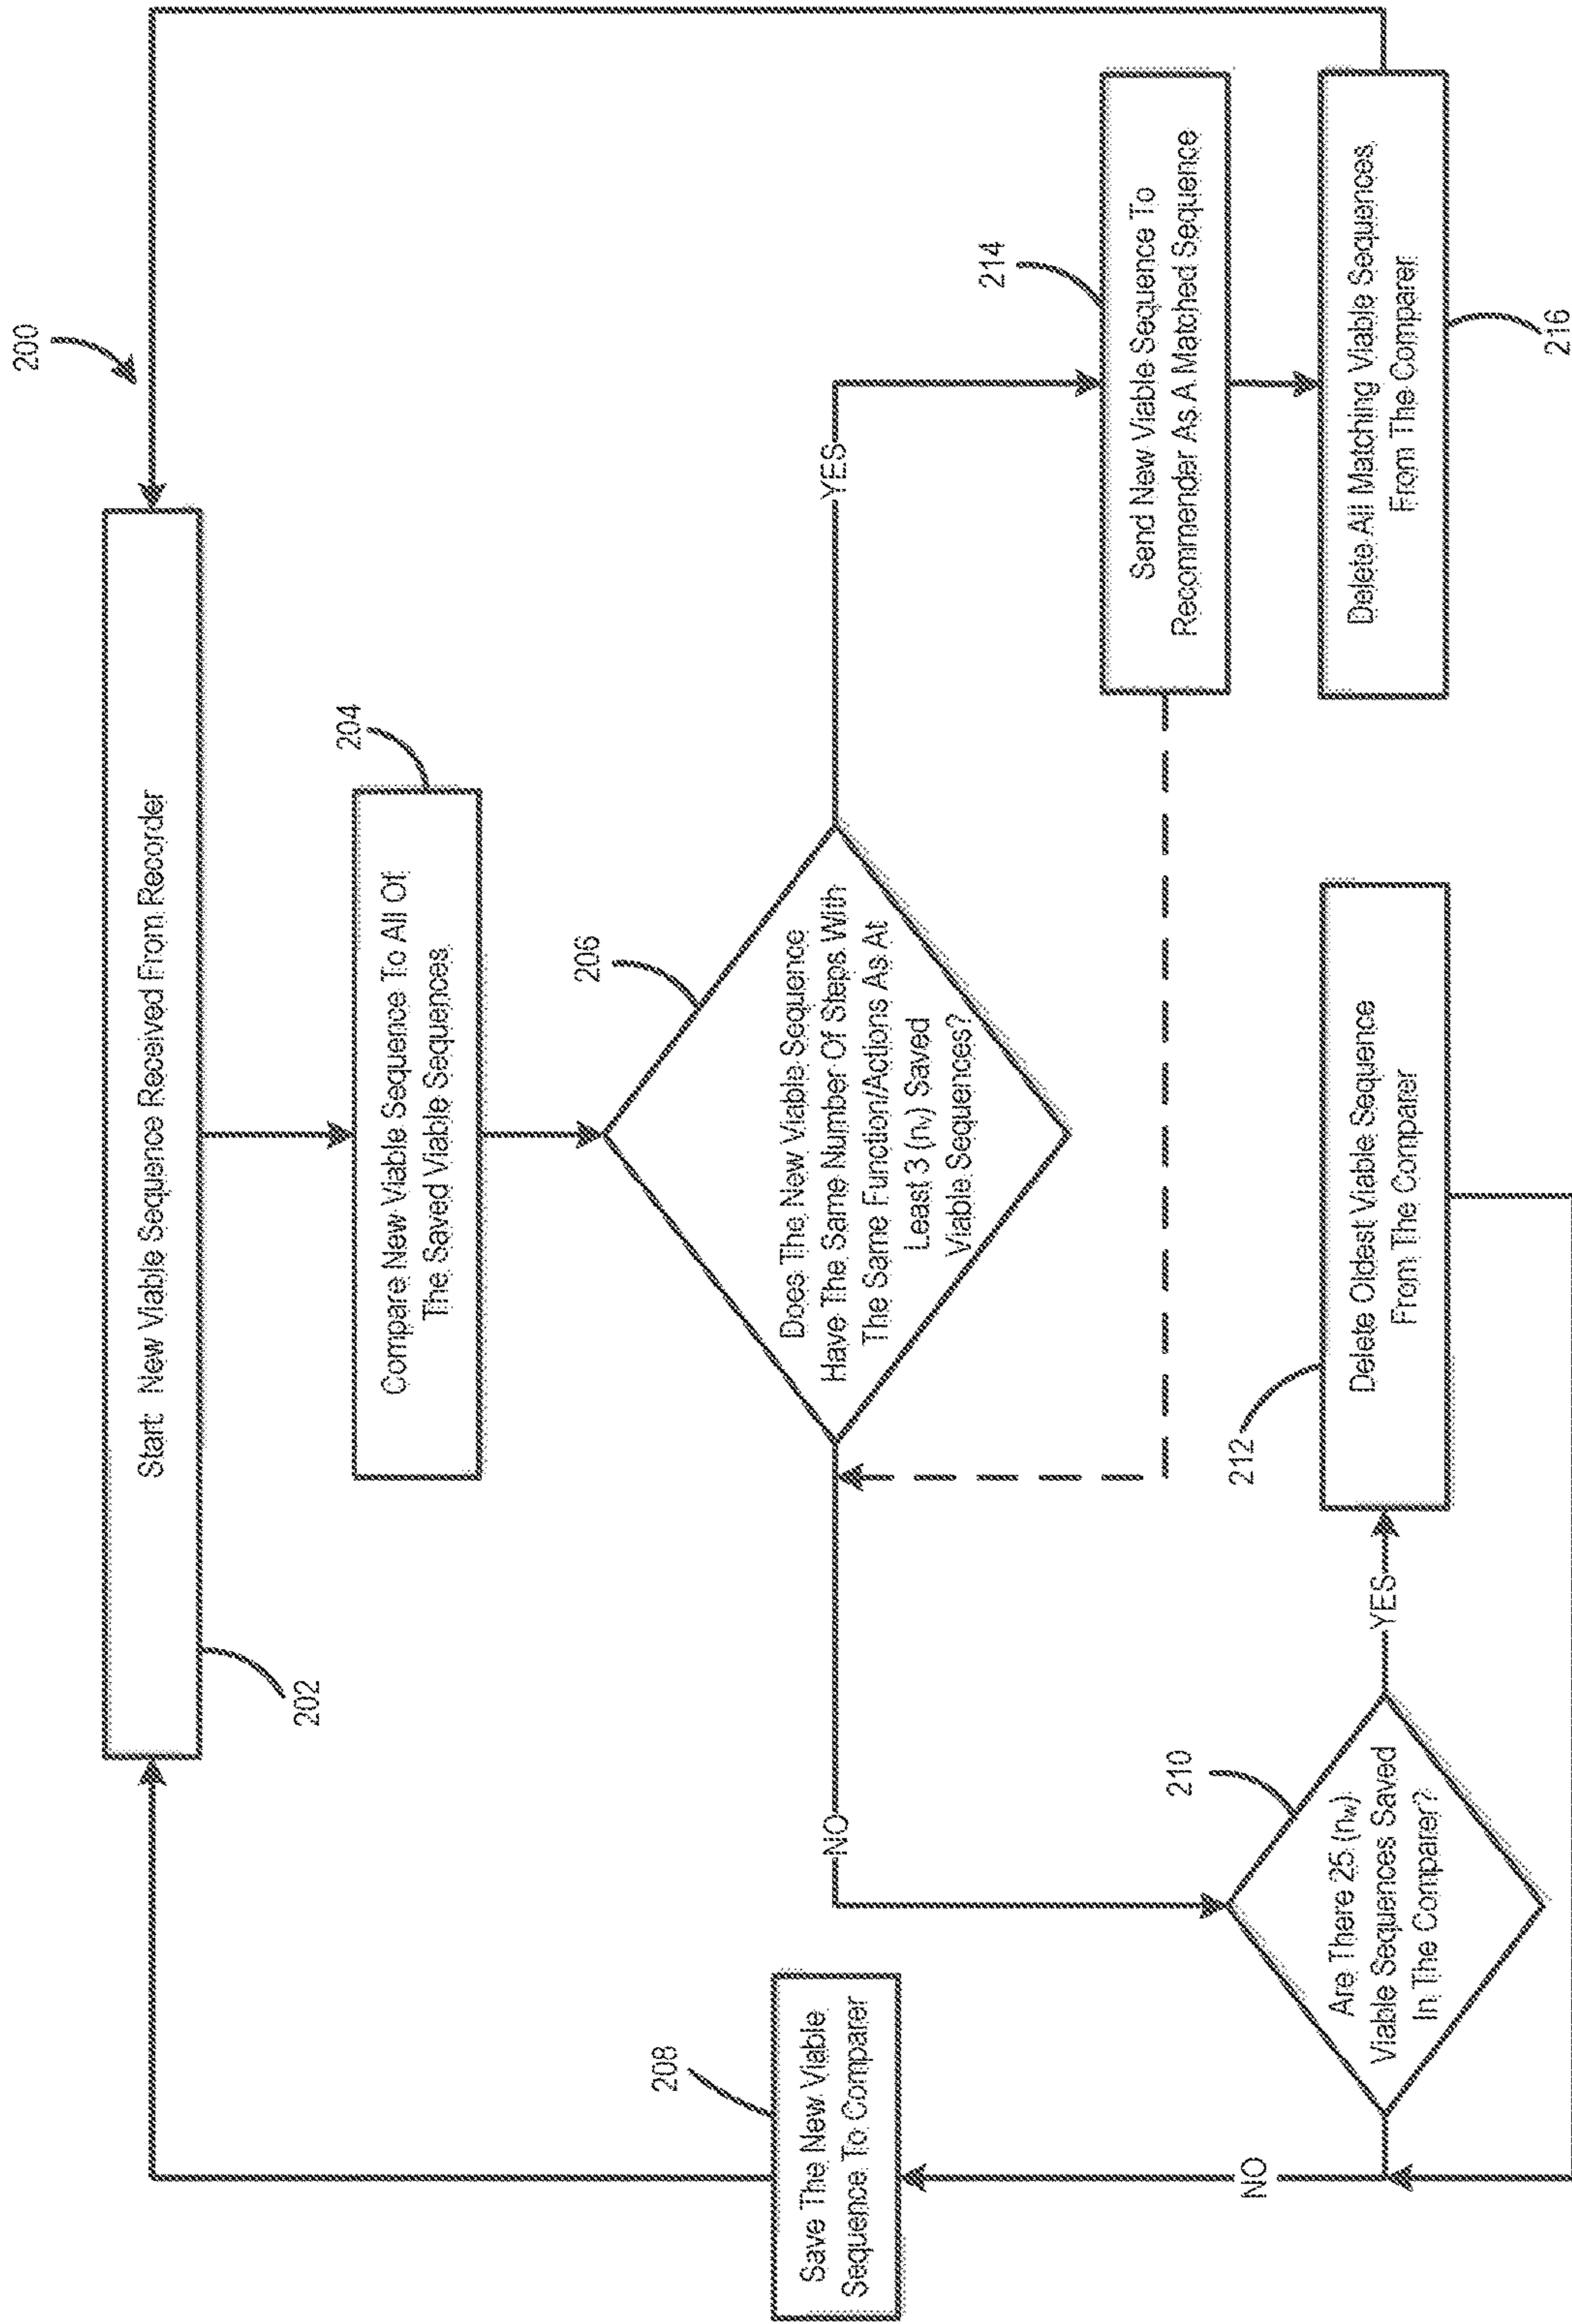 200
Start New Viable Sequence Received From Recorder
202
204
Compare New Viable Sequence To All Of
The Saved Viable Sequences
206
Does The New Viable Sequence
Have The Same Number Of Steps With
The Same Function/Actions As At
Least 3 (nv) Saved
Viable Sequences?
NO
YES
208
Save The New Viable
Sequence To Comparer
214
Send New Viable Sequence To
Recommender As A Matched Sequence
210
Are There 25 (nw)
Viable Sequences Saved
In The Comparer?
NO
YES
212
Delete Oldest Viable Sequence
From The Comparer
Delete All Matching Viable Sequences
From The Comparer
216